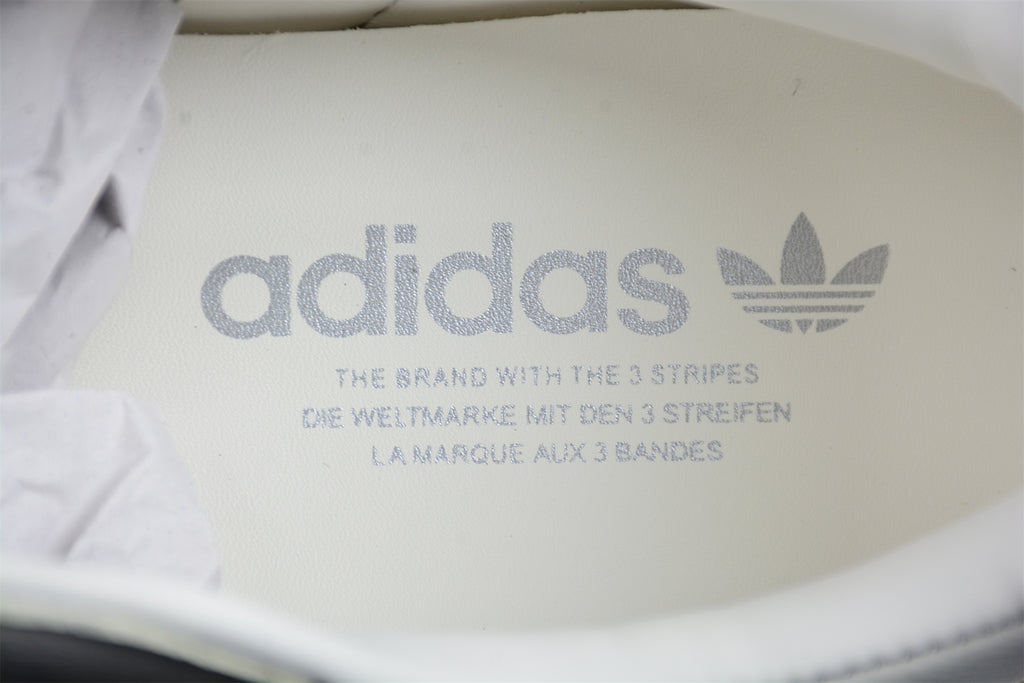 adidas
THE BRAND WITH THE 3 STRIPES
DIE WELTMARKE MIT DEN 3 STREIFEN
LA MARQUE AUX 3 BANDES